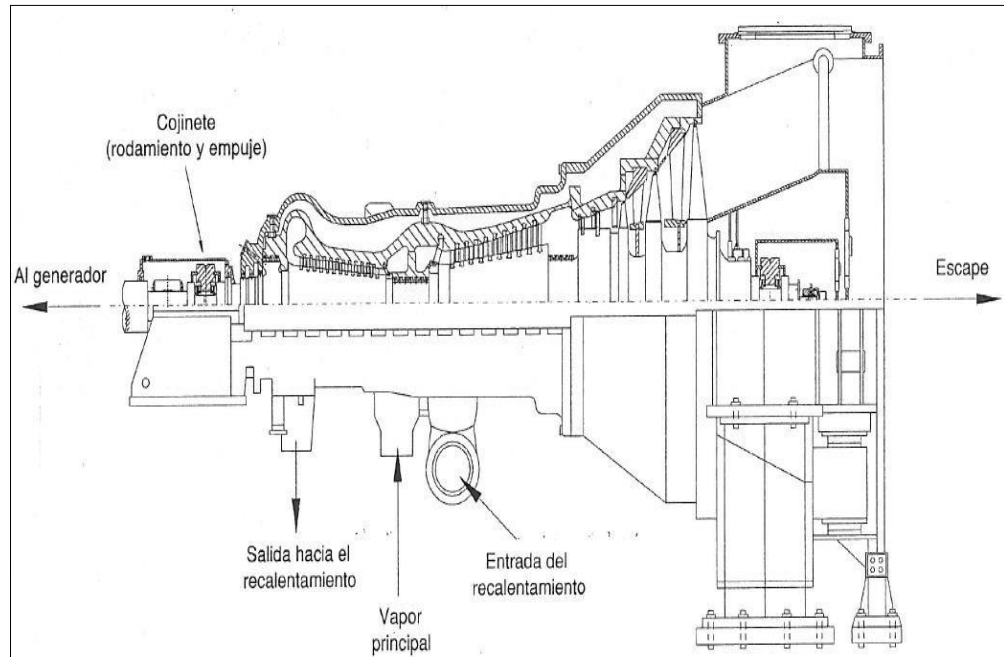 Cojinete
(rodamiento y empuje)
Al generador
Escape
Salida hacia el
recalentamiento
Entrada del
recalentamiento
Vapor
principal